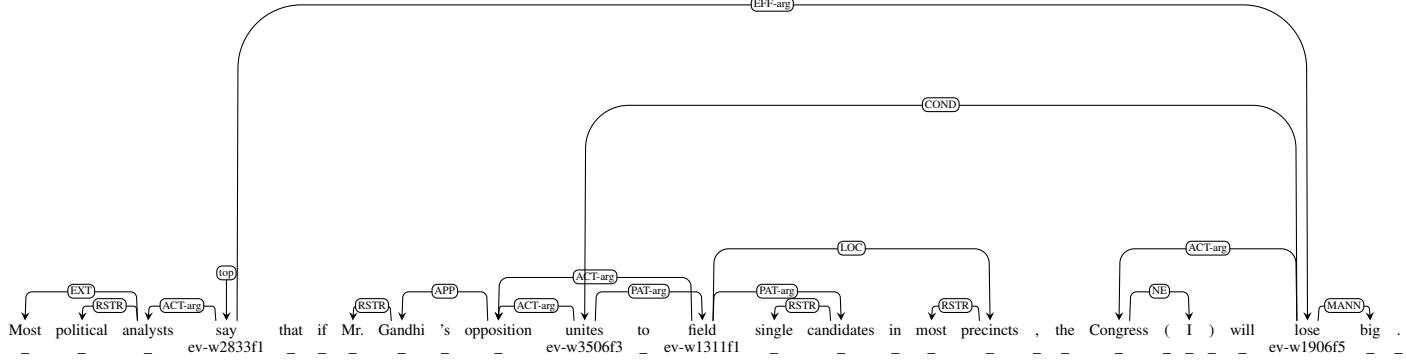 EFF-arg
COND
LOC ACT-arg
top ACT-arg
EXT APP PAT-arg PAT-arg NE
RSTR ACT-arg RSTR ACT-arg RSTR RSTR MANN
Most political analysts say that if Mr. Gandhi 's opposition unites to field single candidates in most precincts , the Congress ( I ) will lose big .
_ _ _ ev-w2833f1 _ _ _ _ _ _ ev-w3506f3 _ ev-w1311f1 _ _ _ _ _ _ _ _ _ _ _ _ ev-w1906f5 _ _